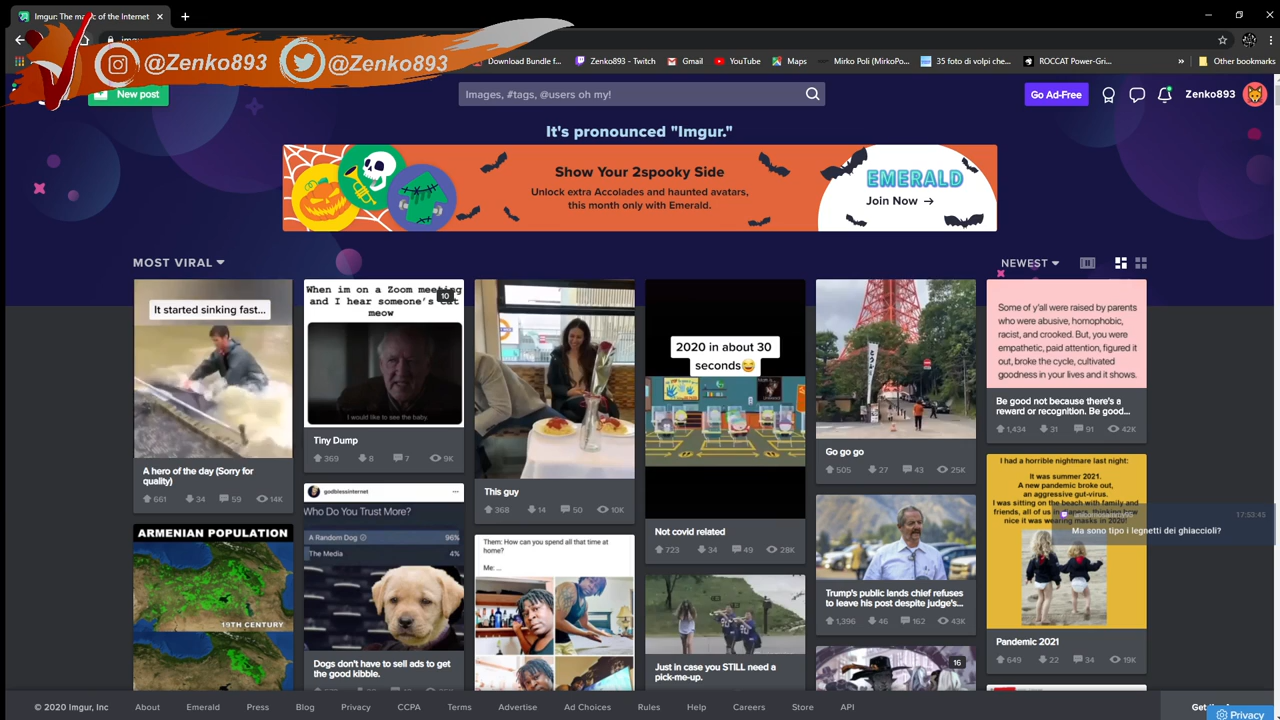 Imgur: The magic of the Internet
@Zenko893
@Zenko893
Download Bundle f...
Zenko893 - Twitch
Gmail
YouTube
Maps
Mirko Poli (MirkoPo...
35 foto di volpi che...
ROCCAT Power-Gri...
»
Other bookmarks
New post
Images, #tags, @users oh my!
Go Ad-Free
Zenko893
It's pronounced "Imgur."
Show Your 2spooky Side
Unlock extra Accolades and haunted avatars,
this month only with Emerald.
EMERALD
Join Now →
MOST VIRAL
NEWEST
It started sinking fast...
A hero of the day (Sorry for
quality)
661 34 59 14K
ARMENIAN POPULATION
19TH CENTURY
When im on a Zoom meeting
and I hear someone's cat
meow
10
I would like to see the baby.
Tiny Dump
369 8 7 9K
godblessinternet
Who Do You Trust More?
A Random Dog 96%
The Media 4%
Dogs don't have to sell ads to get
the good kibble.
This guy
368 14 50 10K
Them: How can you spend all that time at
home?
Me: ...
2020 in about 30
seconds😂
Not covid related
723 34 49 28K
Just in case you STILL need a
pick-me-up.
Go go go
505 27 43 25K
Trump's public lands chief refuses
to leave his post despite judge's...
1,396 46 162 43K
16
Some of y'all were raised by parents
who were abusive, homophobic,
racist, and crooked. But, you were
empathetic, paid attention, figured it
out, broke the cycle, cultivated
goodness in your lives and it shows.
Be good not because there's a
reward or recognition. Be good...
1,434 31 91 42K
I had a horrible nightmare last night:
It was summer 2021.
A new pandemic broke out,
an aggressive gut-virus.
I was sitting on the beach with family and
friends, all of us in diapers, thinking how
nice it was wearing masks in 2020!
17:53:45
Ma sono tipo i legnetti dei ghiaccioli?
Pandemic 2021
649 22 34 19K
© 2020 Imgur, Inc
About
Emerald
Press
Blog
Privacy
CCPA
Terms
Advertise
Ad Choices
Rules
Help
Careers
Store
API
Privacy